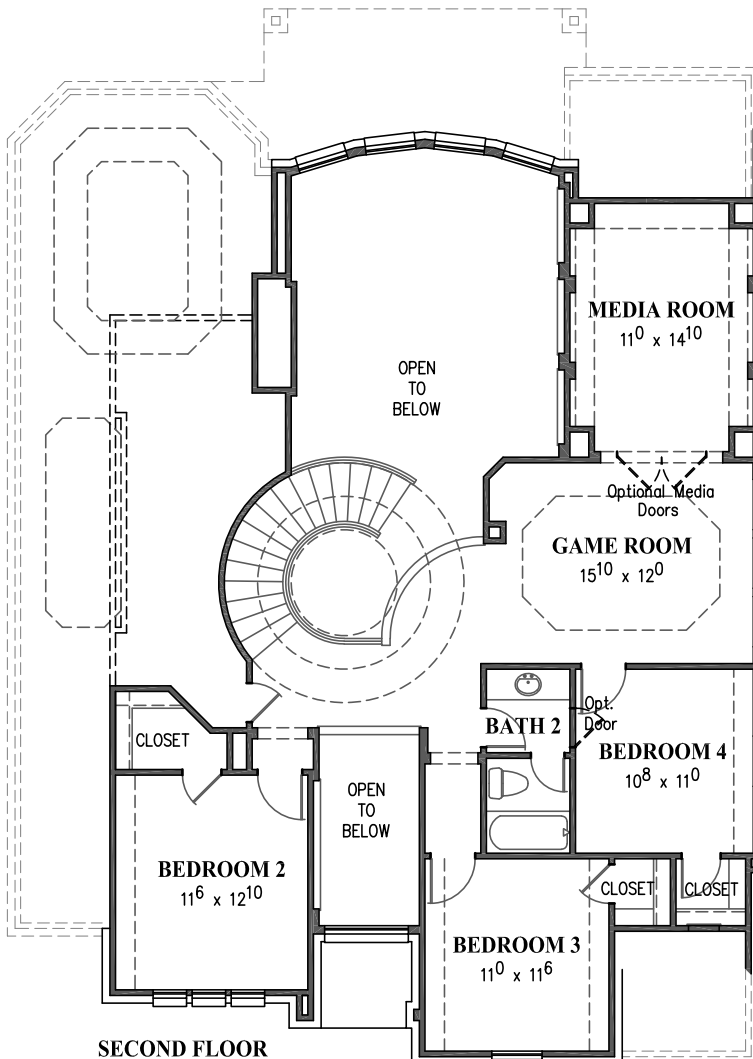 MEDIA ROOM
11⁰ x 14¹⁰
OPEN
TO
BELOW
Optional Media
Doors
GAME ROOM
15¹⁰ x 12⁰
Opt.
Door
BATH 2
CLOSET
BEDROOM 4
10⁸ x 11⁰
OPEN
TO
BELOW
BEDROOM 2
11⁶ x 12¹⁰
CLOSET
CLOSET
BEDROOM 3
11⁰ x 11⁶
SECOND FLOOR